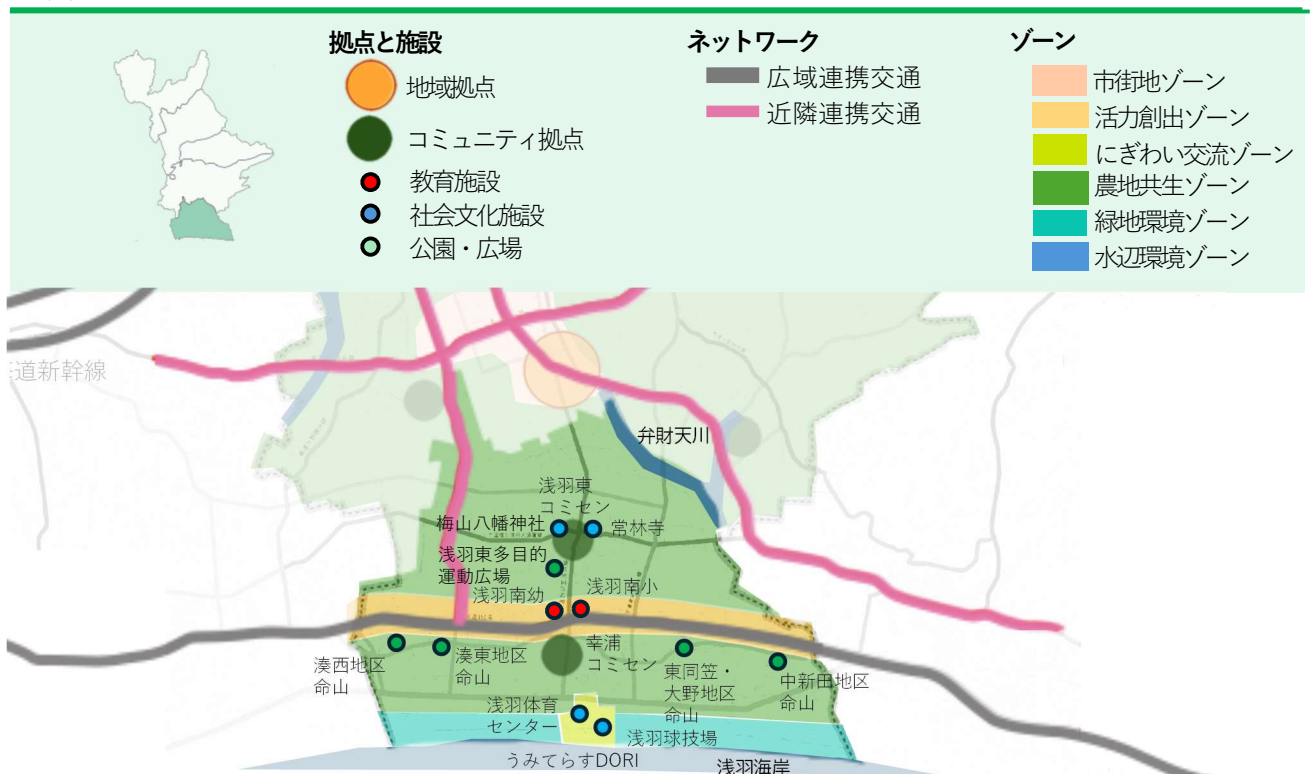 拠点と施設
地域拠点
コミュニティ拠点
教育施設
社会文化施設
公園・広場
ネットワーク
広域連携交通
近隣連携交通
ゾーン
市街地ゾーン
活力創出ゾーン
にぎわい交流ゾーン
農地共生ゾーン
緑地環境ゾーン
水辺環境ゾーン
道新幹線
弁財天川
浅羽東
コミセン
梅山八幡神社
常林寺
浅羽東多目的
運動広場
浅羽南幼
浅羽南小
幸浦
コミセン
湊西地区
命山
湊東地区
命山
東同笠・
大野地区
命山
中新田地区
命山
浅羽体育
センター
浅羽球技場
うみてらすDORI
浅羽海岸